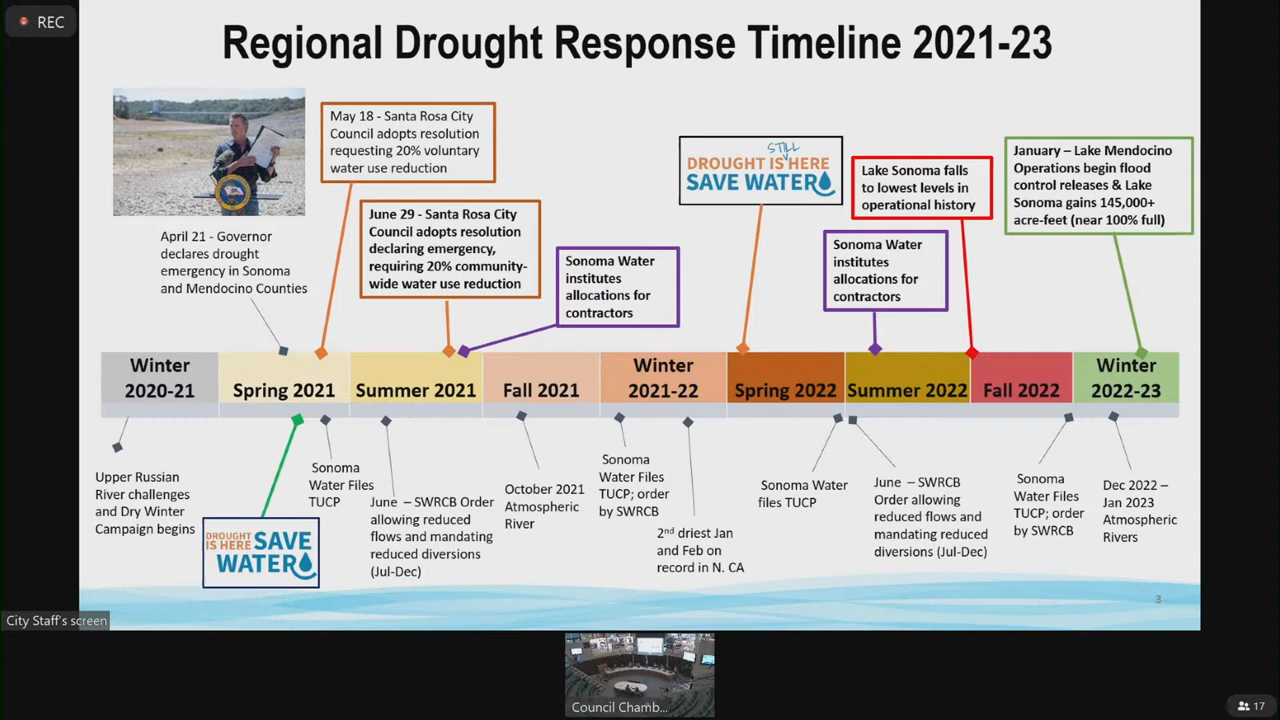 REC
Regional Drought Response Timeline 2021-23
April 21 - Governor
declares drought
emergency in Sonoma
and Mendocino Counties
May 18 - Santa Rosa City
Council adopts resolution
requesting 20% voluntary
water use reduction
June 29 - Santa Rosa City
Council adopts resolution
declaring emergency,
requiring 20% community-
wide water use reduction
Sonoma Water
institutes
allocations for
contractors
STILL
DROUGHT IS HERE
SAVE WATER
Sonoma Water
institutes
allocations for
contractors
Lake Sonoma falls
to lowest levels in
operational history
January – Lake Mendocino
Operations begin flood
control releases & Lake
Sonoma gains 145,000+
acre-feet (near 100% full)
Winter
2020-21
Spring 2021
Summer 2021
Fall 2021
Winter
2021-22
Spring 2022
Summer 2022
Fall 2022
Winter
2022-23
Upper Russian
River challenges
and Dry Winter
Campaign begins
DROUGHT
IS HERE
SAVE
WATER
Sonoma
Water Files
TUCP
June – SWRCB Order
allowing reduced
flows and mandating
reduced diversions
(Jul-Dec)
October 2021
Atmospheric
River
Sonoma
Water Files
TUCP; order
by SWRCB
2nd driest Jan
and Feb on
record in N. CA
Sonoma Water
files TUCP
June – SWRCB
Order allowing
reduced flows and
mandating reduced
diversions (Jul-Dec)
Sonoma
Water Files
TUCP; order
by SWRCB
Dec 2022 –
Jan 2023
Atmospheric
Rivers
3
City Staff's screen
Council Chamb...
17